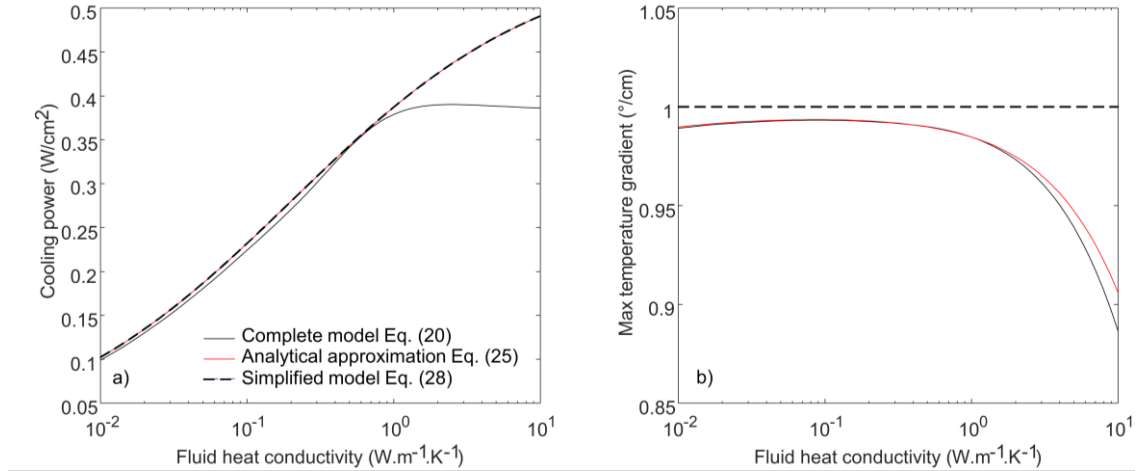 0.5
0.45
0.4
0.35
0.3
0.25
0.2
0.15
0.1
0.05
Cooling power (W/cm²)
Complete model Eq. (20)
Analytical approximation Eq. (25)
Simplified model Eq. (28)
a)
10⁻² 10⁻¹ 10⁰ 10¹
Fluid heat conductivity (W.m⁻¹.K⁻¹)
1.05
1
0.95
0.9
0.85
Max temperature gradient (°/cm)
b)
10⁻² 10⁻¹ 10⁰ 10¹
Fluid heat conductivity (W.m⁻¹.K⁻¹)